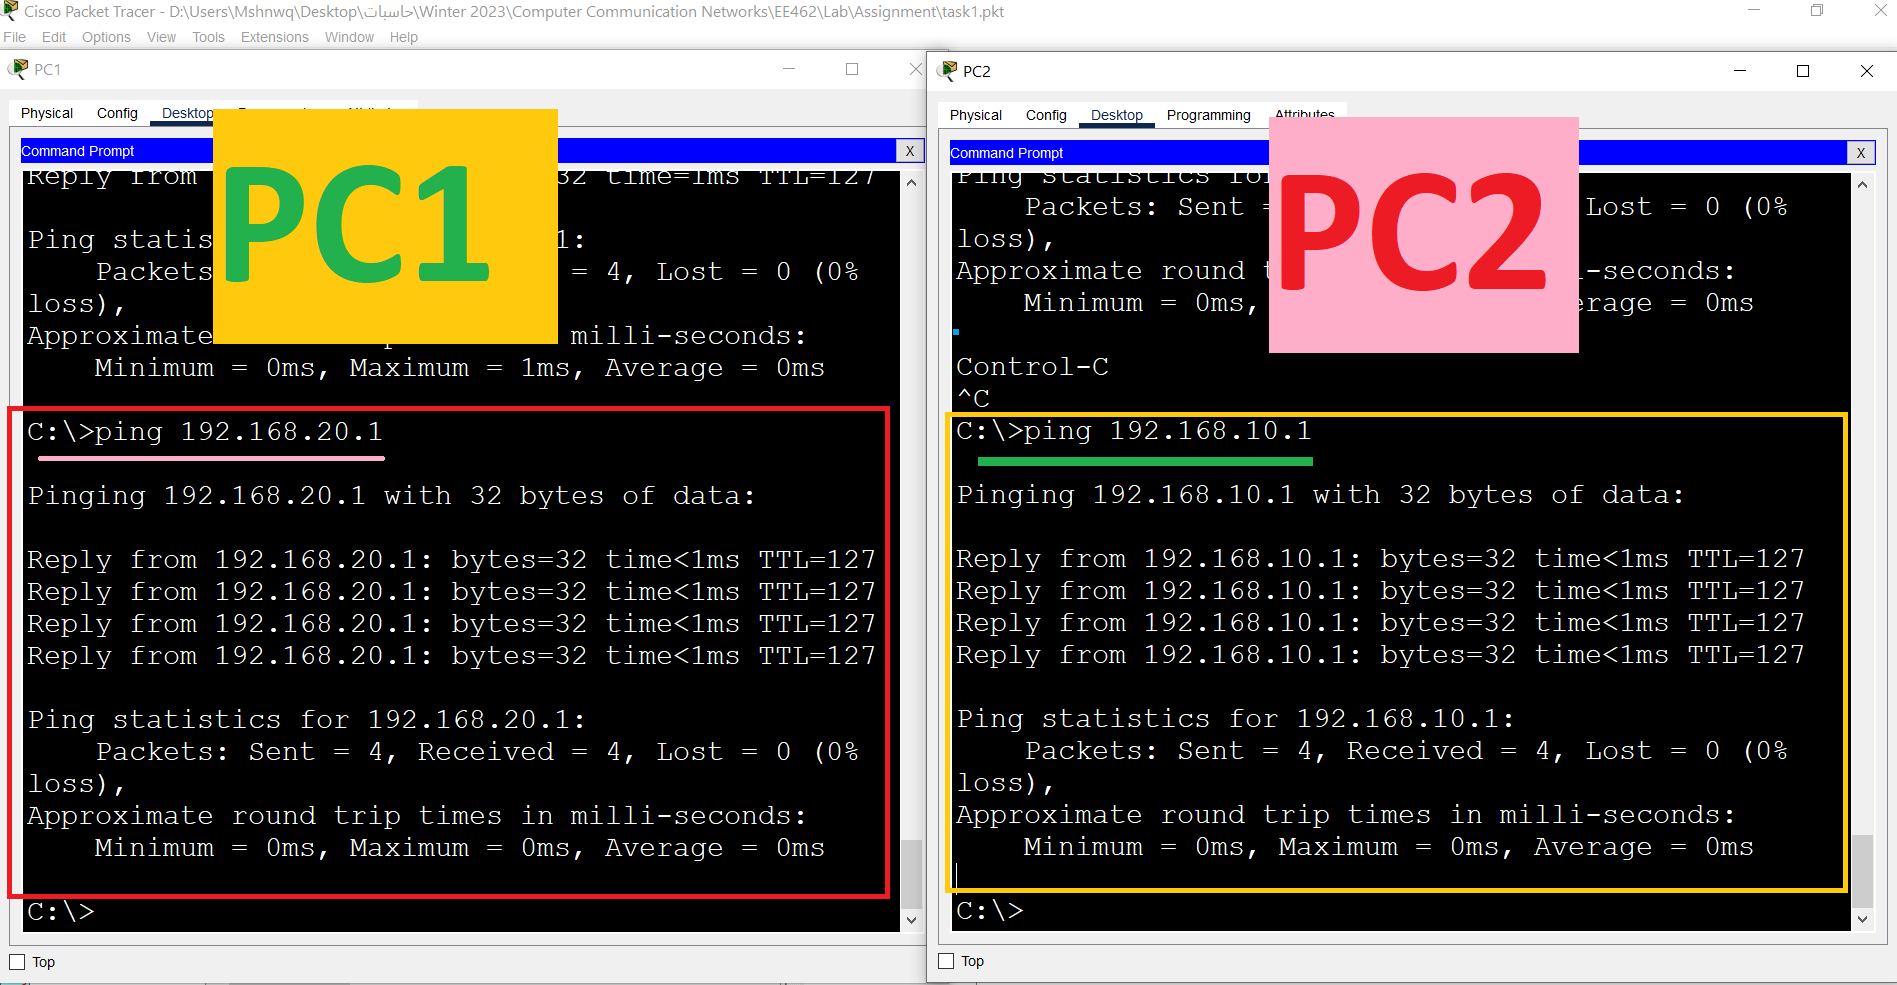 Cisco Packet Tracer - D:\Users\Mshnwq\Desktop\حاسبات\Winter 2023\Computer Communication Networks\EE462\Lab\Assignment\task1.pkt
File Edit Options View Tools Extensions Window Help
PC1
Physical Config Desktop
Command Prompt X
Reply from 32 time=1ms TTL=127
Ping statis 1:
Packets = 4, Lost = 0 (0%
loss),
Approximate milli-seconds:
Minimum = 0ms, Maximum = 1ms, Average = 0ms
C:\>ping 192.168.20.1
Pinging 192.168.20.1 with 32 bytes of data:
Reply from 192.168.20.1: bytes=32 time<1ms TTL=127
Reply from 192.168.20.1: bytes=32 time<1ms TTL=127
Reply from 192.168.20.1: bytes=32 time<1ms TTL=127
Reply from 192.168.20.1: bytes=32 time<1ms TTL=127
Ping statistics for 192.168.20.1:
Packets: Sent = 4, Received = 4, Lost = 0 (0%
loss),
Approximate round trip times in milli-seconds:
Minimum = 0ms, Maximum = 0ms, Average = 0ms
C:\>
Top
PC1
PC2
Physical Config Desktop Programming Attributes
Command Prompt X
Ping statistics for
Packets: Sent = Lost = 0 (0%
loss),
Approximate round t -seconds:
Minimum = 0ms, erage = 0ms
Control-C
^C
C:\>ping 192.168.10.1
Pinging 192.168.10.1 with 32 bytes of data:
Reply from 192.168.10.1: bytes=32 time<1ms TTL=127
Reply from 192.168.10.1: bytes=32 time<1ms TTL=127
Reply from 192.168.10.1: bytes=32 time<1ms TTL=127
Reply from 192.168.10.1: bytes=32 time<1ms TTL=127
Ping statistics for 192.168.10.1:
Packets: Sent = 4, Received = 4, Lost = 0 (0%
loss),
Approximate round trip times in milli-seconds:
Minimum = 0ms, Maximum = 0ms, Average = 0ms
C:\>
Top
PC2